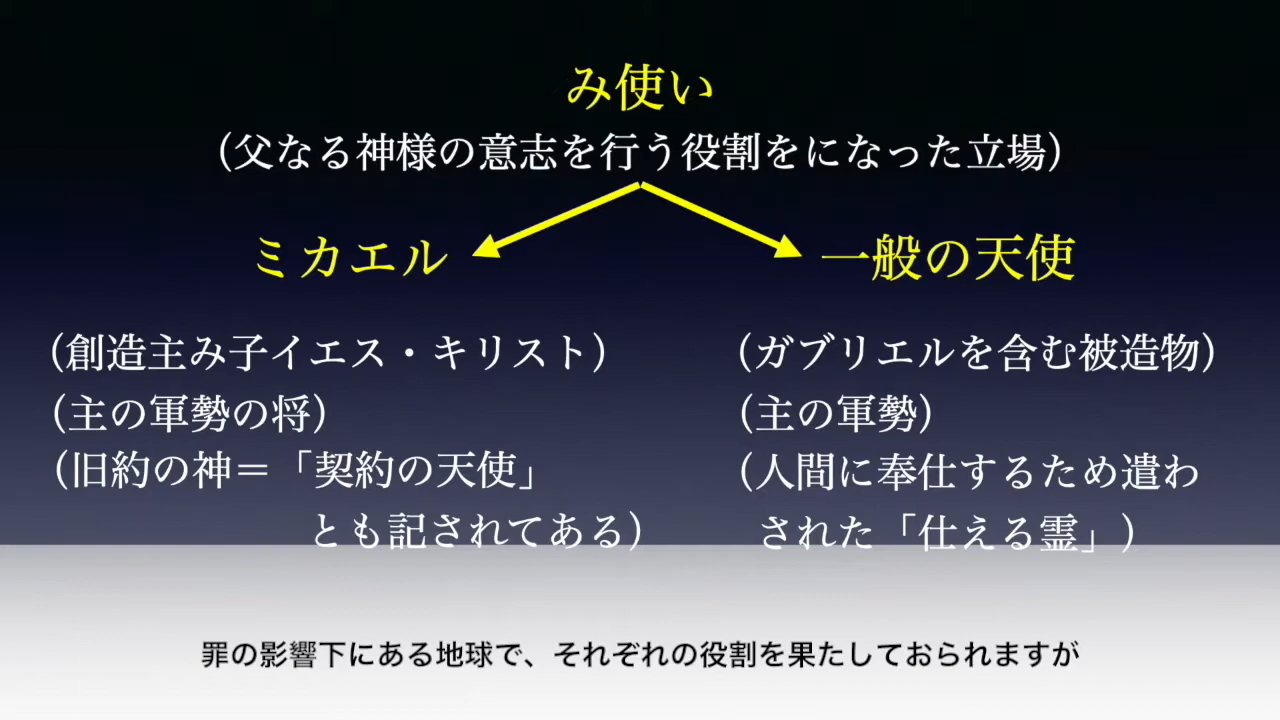 み使い
（父なる神様の意志を行う役割をになった立場）
ミカエル
一般の天使
（創造主み子イエス・キリスト）
（主の軍勢の将）
（旧約の神＝「契約の天使」
とも記されてある）
（ガブリエルを含む被造物）
（主の軍勢）
（人間に奉仕するため遣わ
された「仕える霊」）
罪の影響下にある地球で、それぞれの役割を果たしておられますが